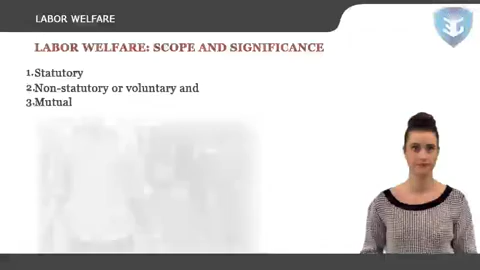 LABOR WELFARE
LABOR WELFARE: SCOPE AND SIGNIFICANCE
1.Statutory
2.Non-statutory or voluntary and
3.Mutual